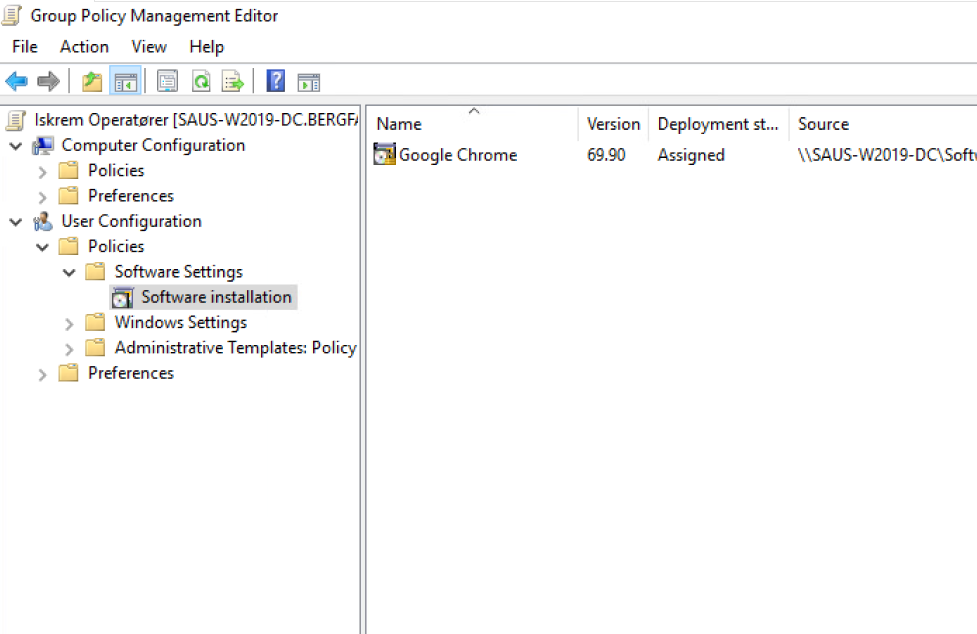 Group Policy Management Editor
File Action View Help
Iskrem Operatører [SAUS-W2019-DC.BERGFA
Computer Configuration
Policies
Preferences
User Configuration
Policies
Software Settings
Software installation
Windows Settings
Administrative Templates: Policy
Preferences
Name Version Deployment st... Source
Google Chrome 69.90 Assigned \\SAUS-W2019-DC\Softw